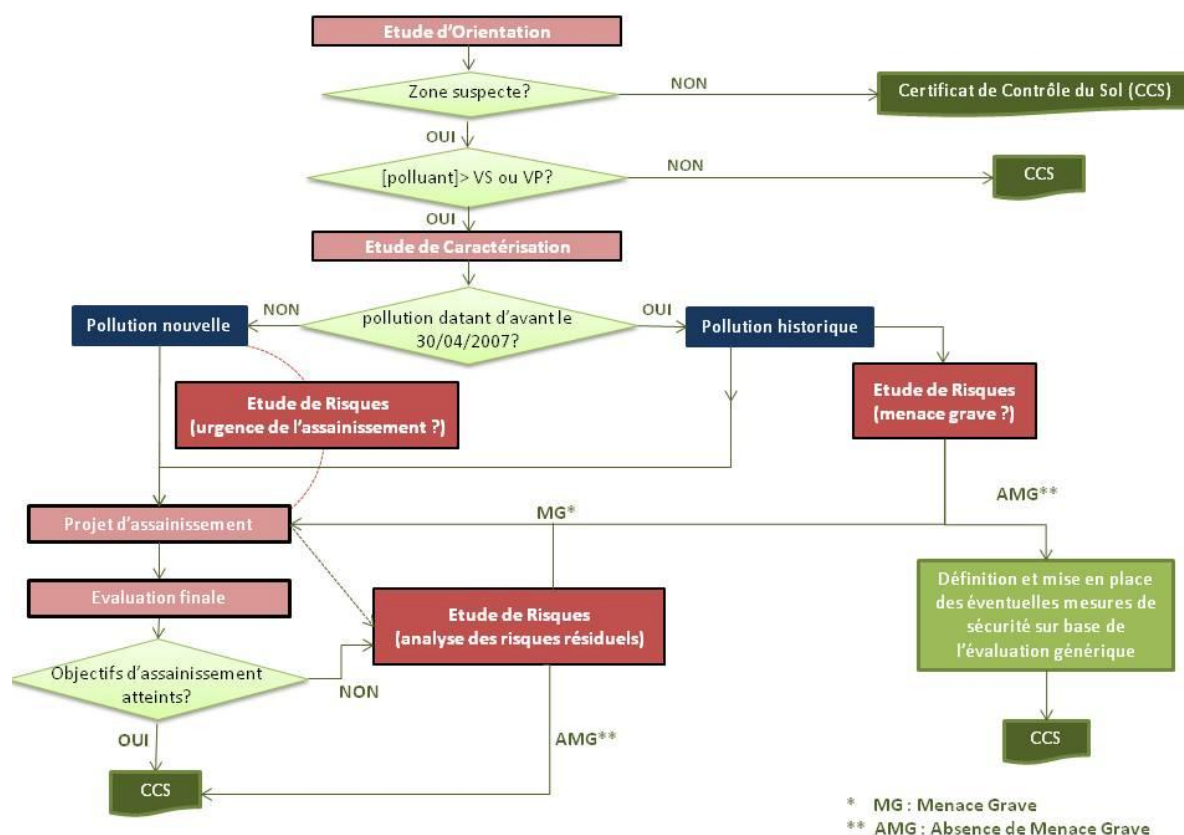 Etude d'Orientation
Zone suspecte?
NON
Certificat de Contrôle du Sol (CCS)
OUI
[polluant]> VS ou VP?
NON
CCS
OUI
Etude de Caractérisation
NON
OUI
Pollution nouvelle
pollution datant d'avant le
30/04/2007?
Pollution historique
Etude de Risques
(urgence de l'assainissement ?)
Etude de Risques
(menace grave ?)
AMG**
MG*
Projet d'assainissement
Evaluation finale
Etude de Risques
(analyse des risques résiduels)
Définition et mise en place
des éventuelles mesures de
sécurité sur base de
l'évaluation générique
Objectifs d'assainissement
atteints?
NON
OUI
AMG**
CCS
CCS
* MG : Menace Grave
** AMG : Absence de Menace Grave